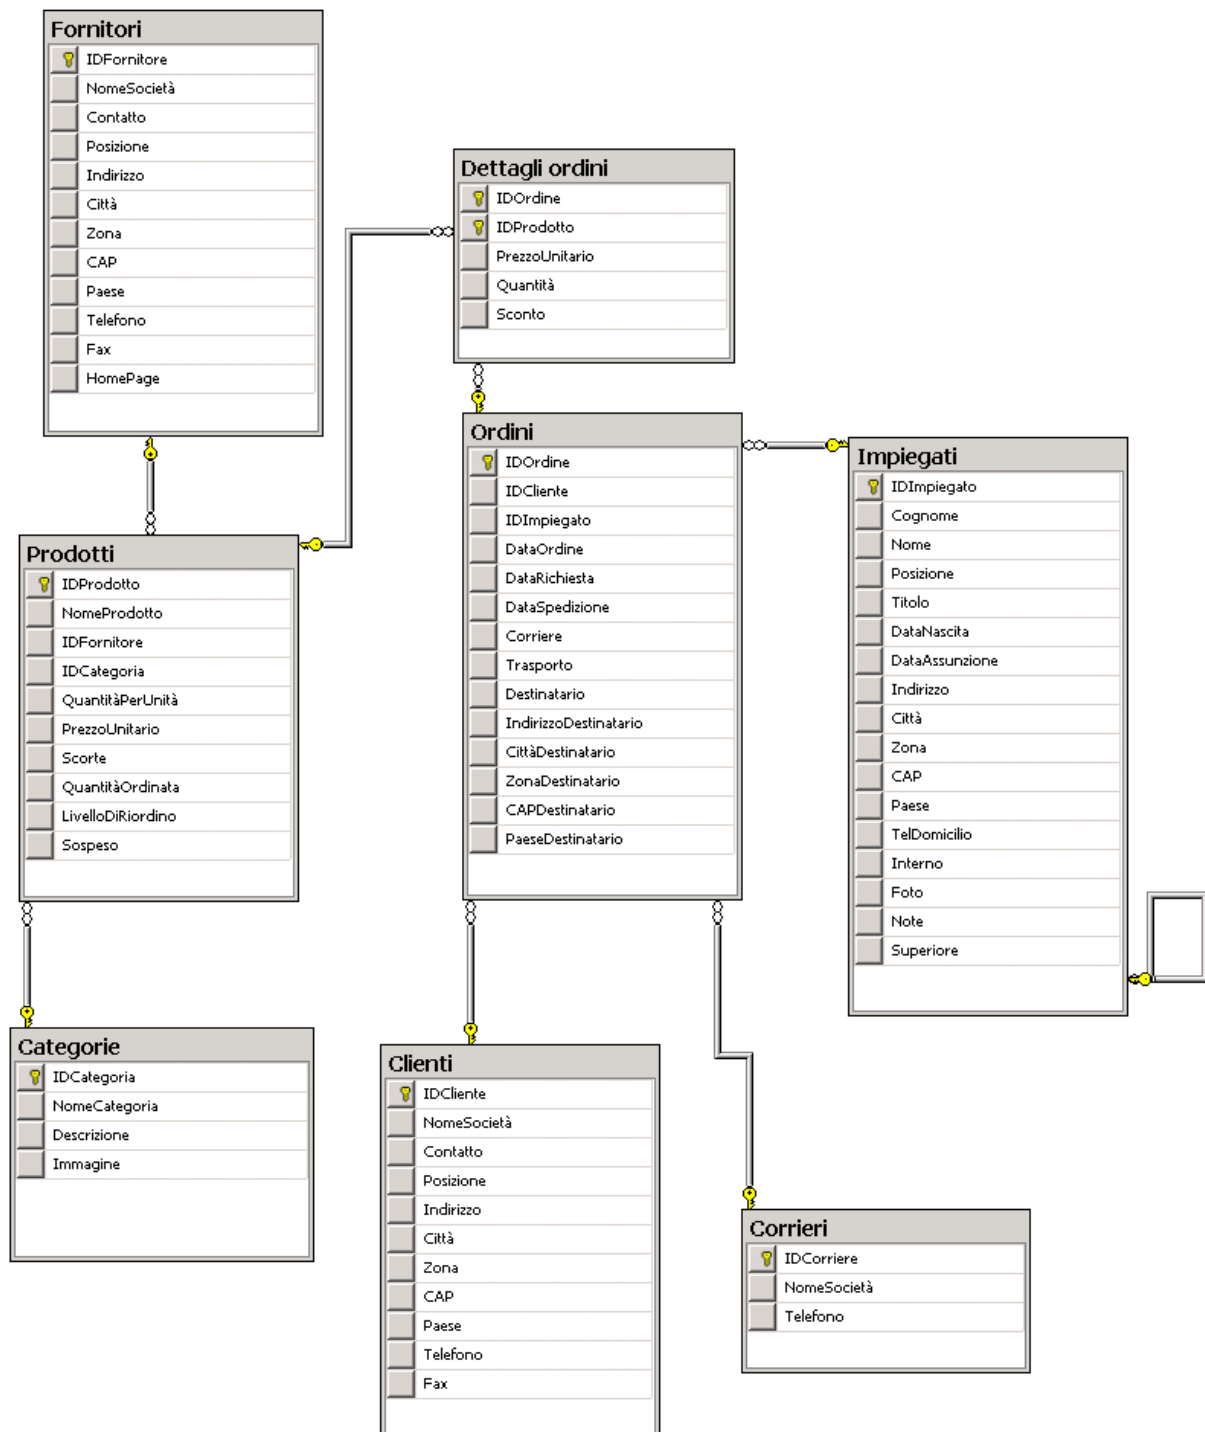 Fornitori
IDFornitore
NomeSocietà
Contatto
Posizione
Indirizzo
Città
Zona
CAP
Paese
Telefono
Fax
HomePage
Dettagli ordini
IDOrdine
IDProdotto
PrezzoUnitario
Quantità
Sconto
Ordini
IDOrdine
IDCliente
IDImpiegato
DataOrdine
DataRichiesta
DataSpedizione
Corriere
Trasporto
Destinatario
IndirizzoDestinatario
CittàDestinatario
ZonaDestinatario
CAPDestinatario
PaeseDestinatario
Impiegati
IDImpiegato
Cognome
Nome
Posizione
Titolo
DataNascita
DataAssunzione
Indirizzo
Città
Zona
CAP
Paese
TelDomicilio
Interno
Foto
Note
Superiore
Prodotti
IDProdotto
NomeProdotto
IDFornitore
IDCategoria
QuantitàPerUnità
PrezzoUnitario
Scorte
QuantitàOrdinata
LivelloDiRiordino
Sospeso
Categorie
IDCategoria
NomeCategoria
Descrizione
Immagine
Clienti
IDCliente
NomeSocietà
Contatto
Posizione
Indirizzo
Città
Zona
CAP
Paese
Telefono
Fax
Corrieri
IDCorriere
NomeSocietà
Telefono